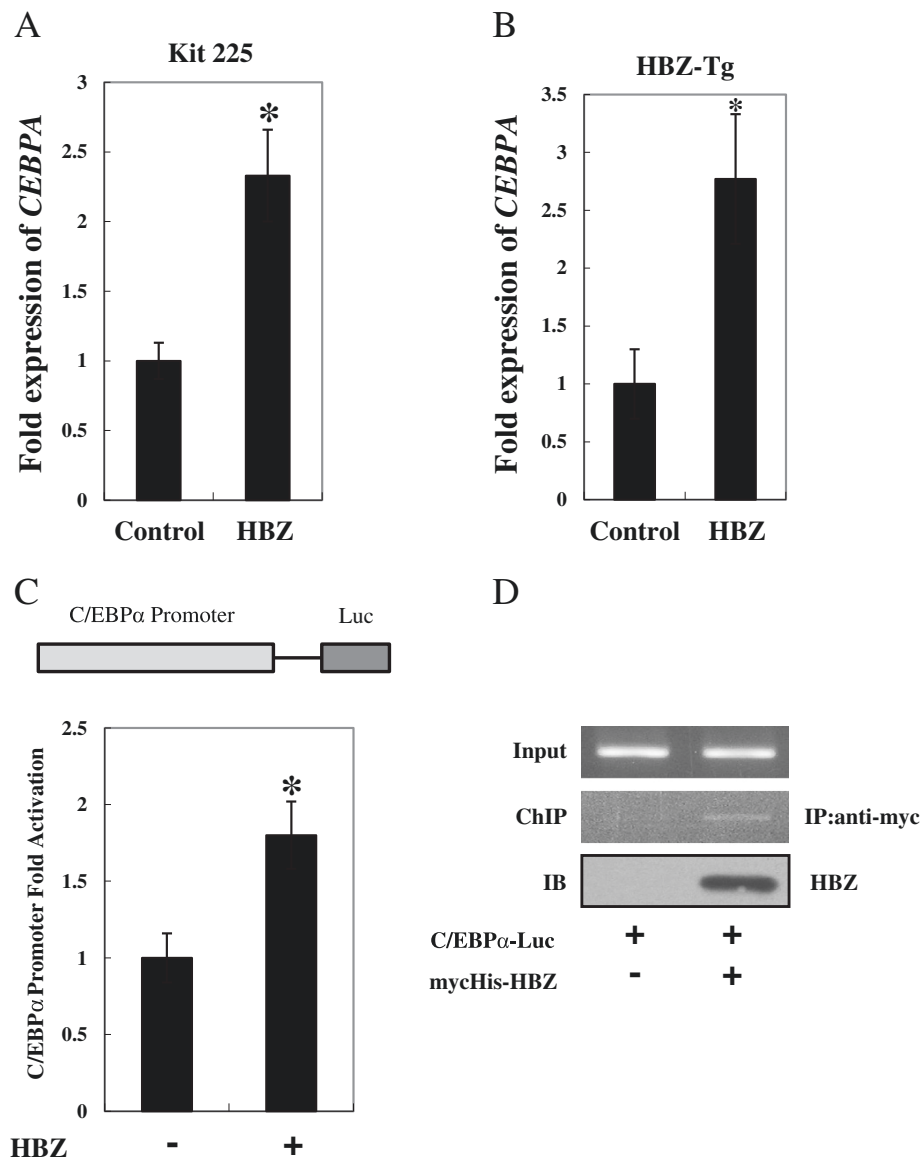 A
Kit 225
Fold expression of CEBPA
3
2.5
2
1.5
1
0.5
0
*
Control HBZ
B
HBZ-Tg
Fold expression of CEBPA
3.5
3
2.5
2
1.5
1
0.5
0
*
Control HBZ
C
C/EBPα Promoter Luc
C/EBPα Promoter Fold Activation
2.5
2
1.5
1
0.5
0
*
HBZ - +
D
Input
ChIP IP:anti-myc
IB HBZ
C/EBPα-Luc + +
mycHis-HBZ - +